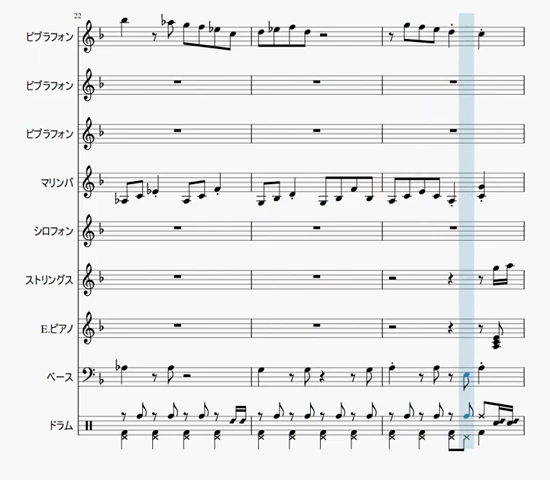 22
ビブラフォン
ビブラフォン
ビブラフォン
マリンバ
シロフォン
ストリングス
E.ピアノ
ベース
ドラム